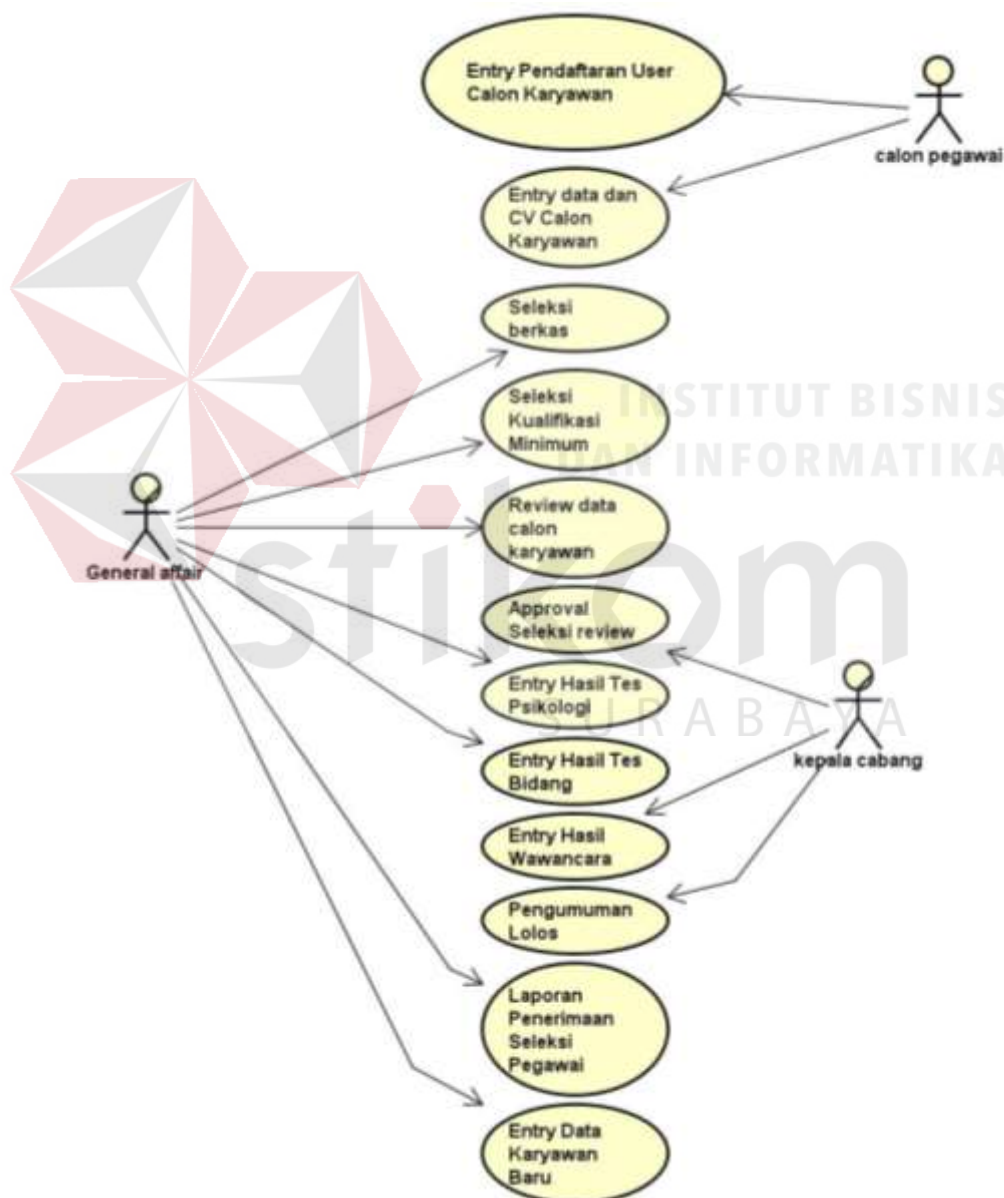 Entry Pendaftaran User
Calon Karyawan
calon pegawai
Entry data dan
CV Calon
Karyawan
Seleksi
berkas
Seleksi
Kualifikasi
Minimum
INSTITUT BISNIS
DAN INFORMATIKA
Review data
calon
karyawan
General affair
stikom
SURABAYA
Approval
Seleksi review
Entry Hasil Tes
Psikologi
kepala cabang
Entry Hasil Tes
Bidang
Entry Hasil
Wawancara
Pengumuman
Lolos
Laporan
Penerimaan
Seleksi
Pegawai
Entry Data
Karyawan
Baru